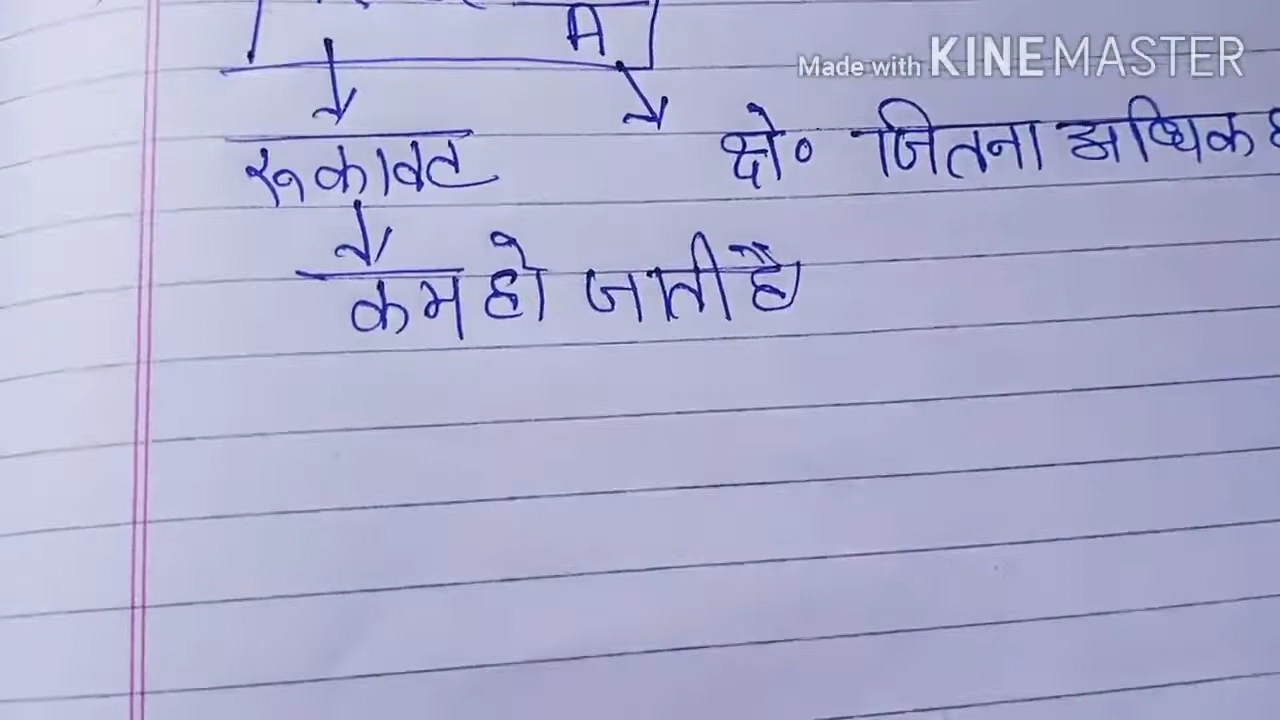 A
Made with KINEMASTER
रूकावट क्षे० जितना अधिक
कम हो जाती है